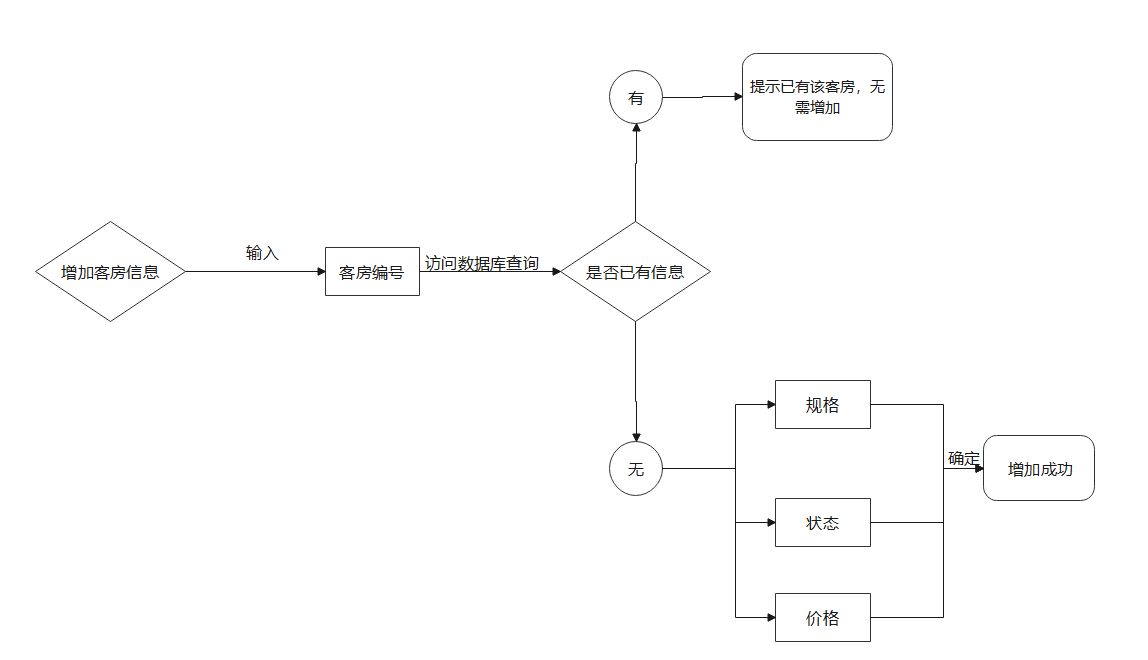 有
提示已有该客房，无
需增加
输入
增加客房信息
客房编号
访问数据库查询
是否已有信息
规格
无
确定
增加成功
状态
价格